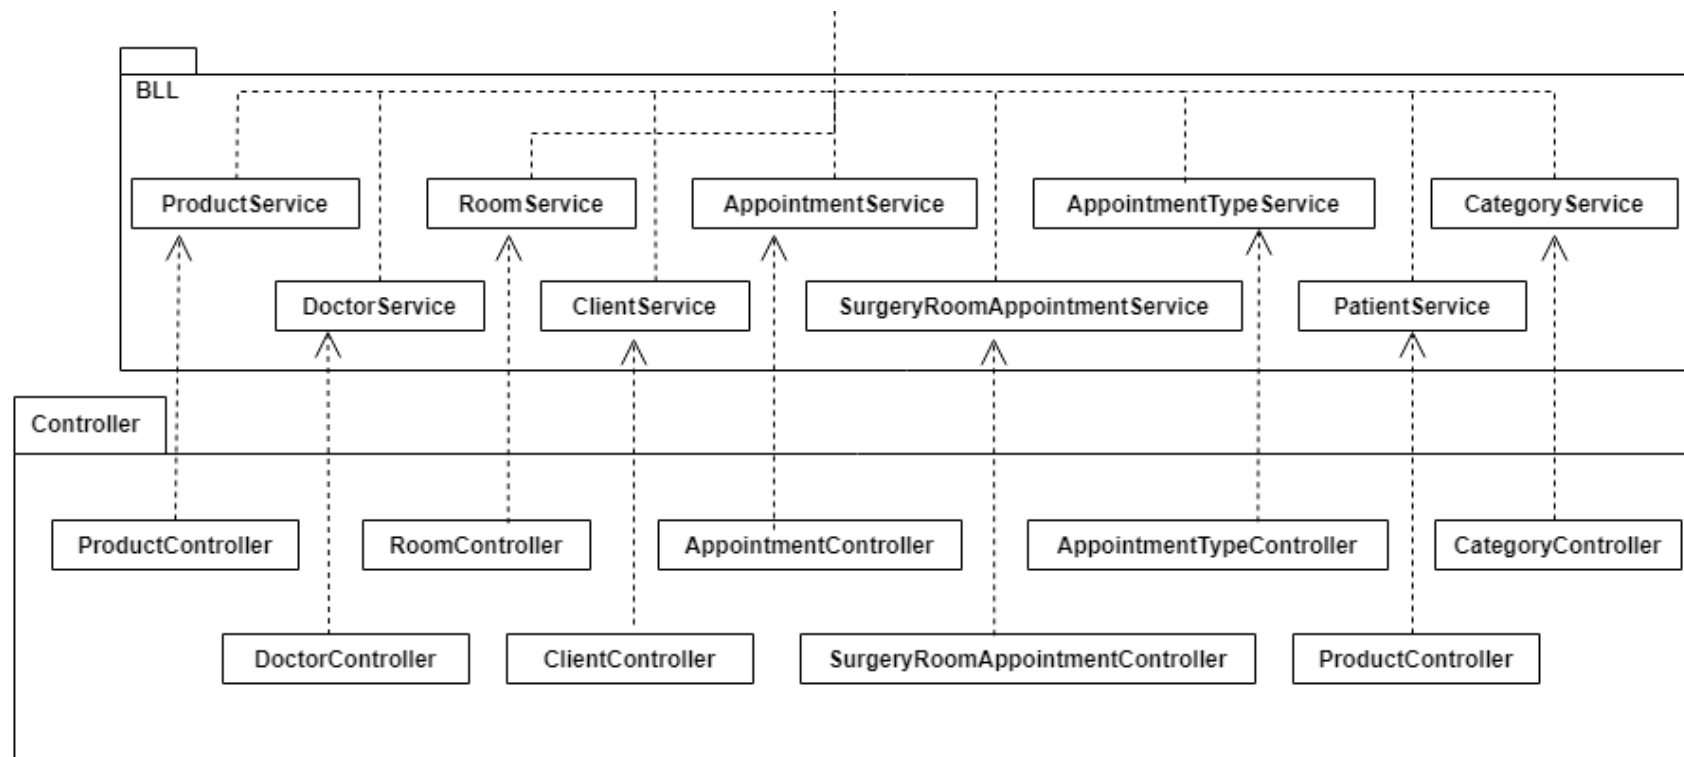 BLL
ProductService
RoomService
AppointmentService
AppointmentTypeService
CategoryService
DoctorService
ClientService
SurgeryRoomAppointmentService
PatientService
Controller
ProductController
RoomController
AppointmentController
AppointmentTypeController
CategoryController
DoctorController
ClientController
SurgeryRoomAppointmentController
ProductController